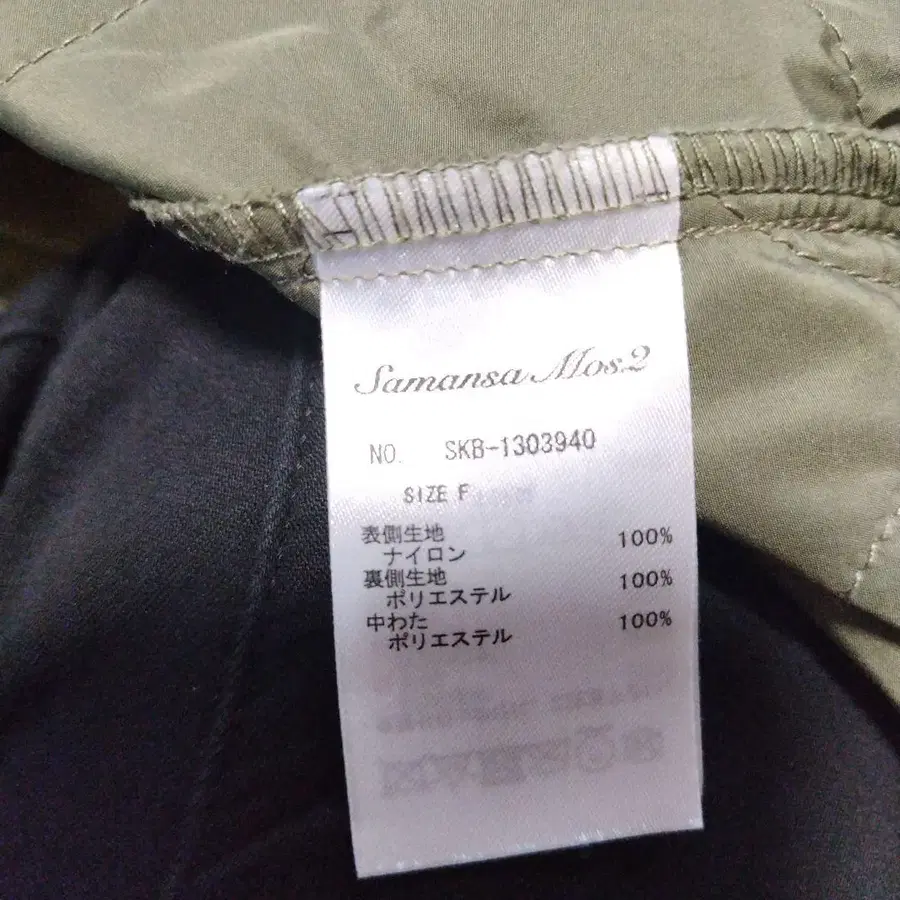 Samansa Mos2
NO. SKB-1303940
SIZE F
表側生地 100%
ナイロン
裏側生地 100%
ポリエステル
中わた 100%
ポリエステル